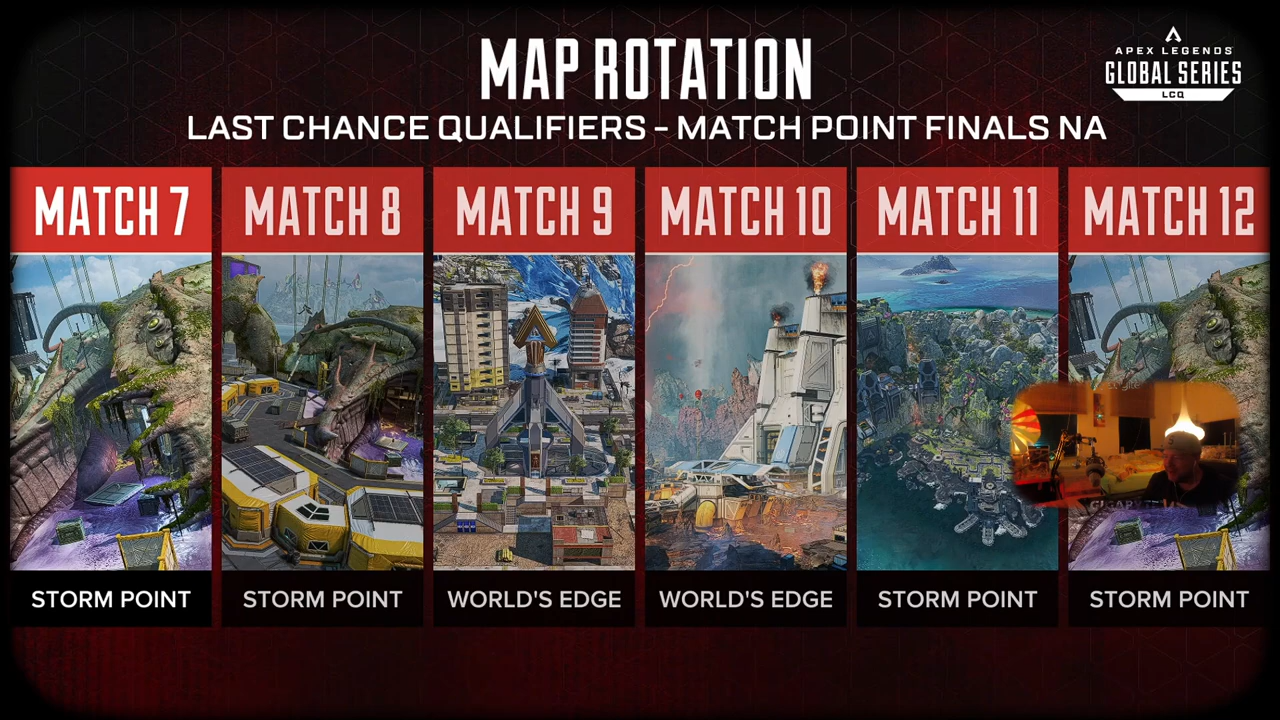 MAP ROTATION
LAST CHANCE QUALIFIERS - MATCH POINT FINALS NA
APEX LEGENDS
GLOBAL SERIES
LCQ
MATCH 7
MATCH 8
MATCH 9
MATCH 10
MATCH 11
MATCH 12
STORM POINT
STORM POINT
WORLD'S EDGE
WORLD'S EDGE
STORM POINT
STORM POINT